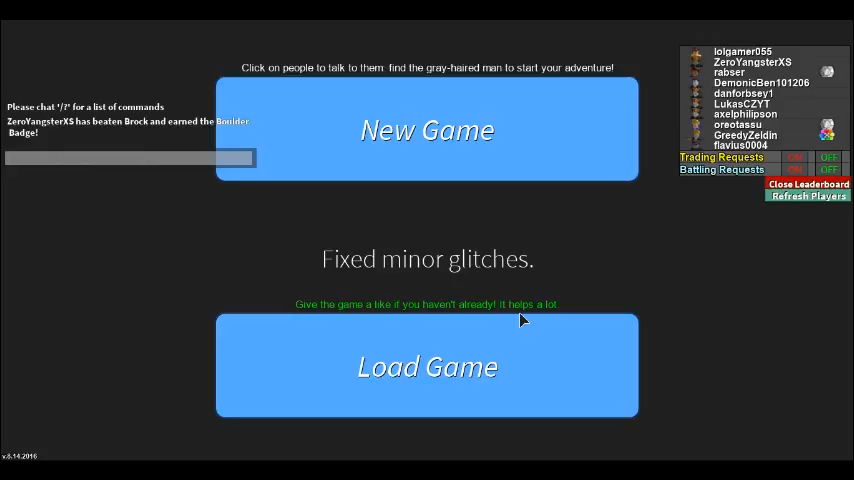 Click on people to talk to them: find the gray-haired man to start your adventure!
New Game
Please chat '/?' for a list of commands
ZeroYangsterXS has beaten Brock and earned the Boulder
Badge!
Fixed minor glitches.
Give the game a like if you haven't already! It helps a lot.
Load Game
lolgamer055
ZeroYangsterXS
rabser
DemonicBen101206
danforbsey1
LukasCZYT
axelphilipson
oreotassu
GreedyZeldin
flavius0004
Trading Requests ON OFF
Battling Requests ON OFF
Close Leaderboard
Refresh Players
v.8.14.2016